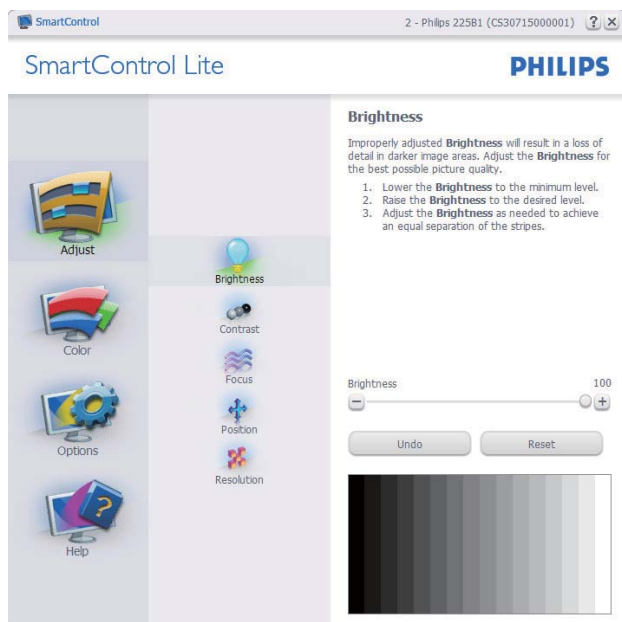 SmartControl
2 - Philips 225B1 (CS30715000001)
?
SmartControl Lite
PHILIPS
Adjust
Color
Options
?
Help
Brightness
Contrast
Focus
Position
Resolution
Brightness
Improperly adjusted Brightness will result in a loss of
detail in darker image areas. Adjust the Brightness for
the best possible picture quality.
1. Lower the Brightness to the minimum level.
2. Raise the Brightness to the desired level.
3. Adjust the Brightness as needed to achieve
an equal separation of the stripes.
Brightness 100
Undo
Reset